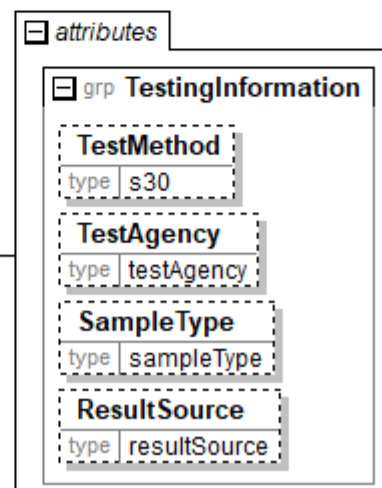 attributes
grp TestingInformation
TestMethod
type s30
TestAgency
type testAgency
SampleType
type sampleType
ResultSource
type resultSource